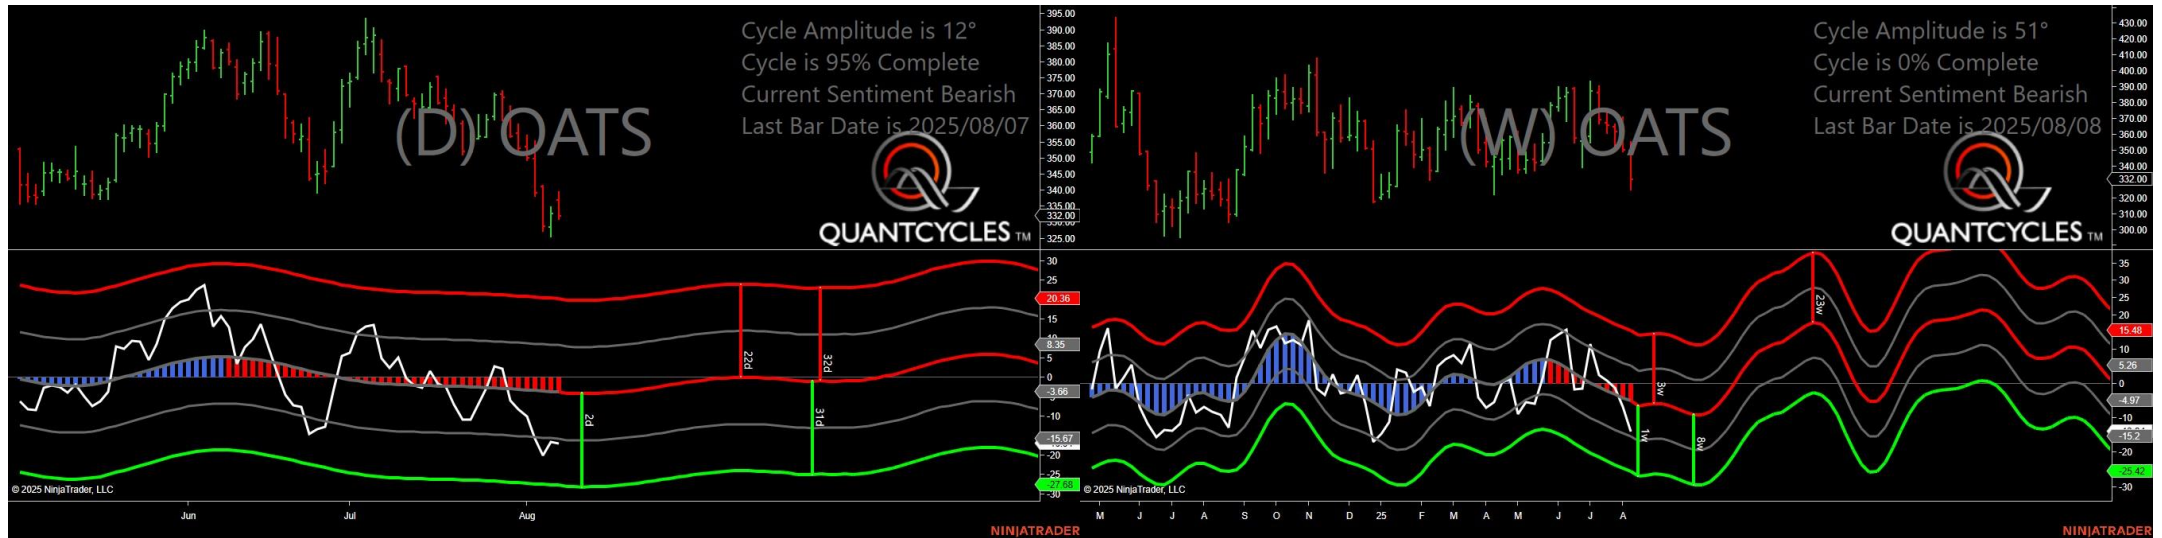 Cycle Amplitude is 12°
Cycle is 95% Complete
Current Sentiment Bearish
Last Bar Date is 2025/08/07
(D) OATS
QUANTCYCLES TM
395.00
390.00
385.00
380.00
375.00
370.00
365.00
360.00
355.00
350.00
345.00
340.00
335.00
332.00
325.00
30
25
20.36
15
8.35
5
0
-3.66
-10
-15.67
-20
-25
-27.68
-30
22d
32d
2d
31d
© 2025 NinjaTrader, LLC
Jun
Jul
Aug
NINJATRADER
Cycle Amplitude is 51°
Cycle is 0% Complete
Current Sentiment Bearish
Last Bar Date is 2025/08/08
(W) OATS
QUANTCYCLES TM
430.00
420.00
410.00
400.00
390.00
380.00
370.00
360.00
350.00
340.00
332.00
320.00
310.00
300.00
35
30
25
20
15.48
10
5.26
0
-4.97
-10
-15.2
-20
-25.42
-30
23w
3w
1w
8w
© 2025 NinjaTrader, LLC
M J J A S O N D 25 F M A M J J A
NINJATRADER